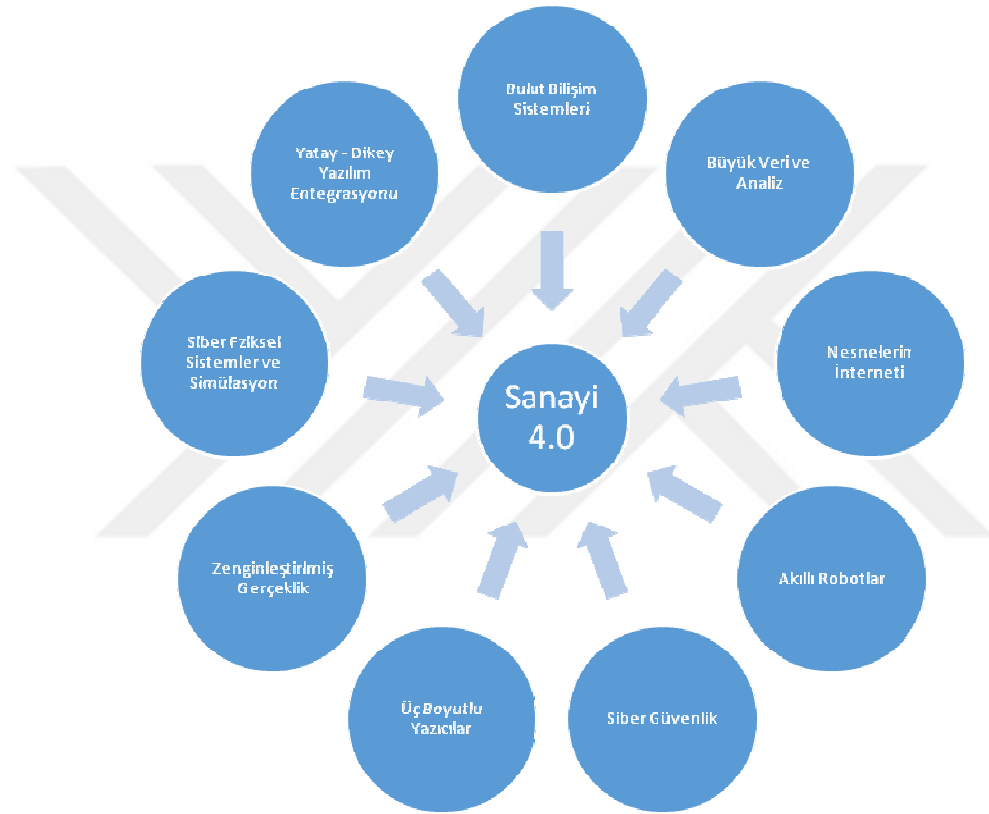 Bulut Bilişim
Sistemleri
Büyük Veri ve
Analiz
Nesnelerin
İnterneti
Akıllı Robotlar
Siber Güvenlik
Üç Boyutlu
Yazıcılar
Zenginleştirilmiş
Gerçeklik
Siber Fziksel
Sistemler ve
Simülasyon
Yatay - Dikey
Yazılım
Entegrasyonu
Sanayi
4.0